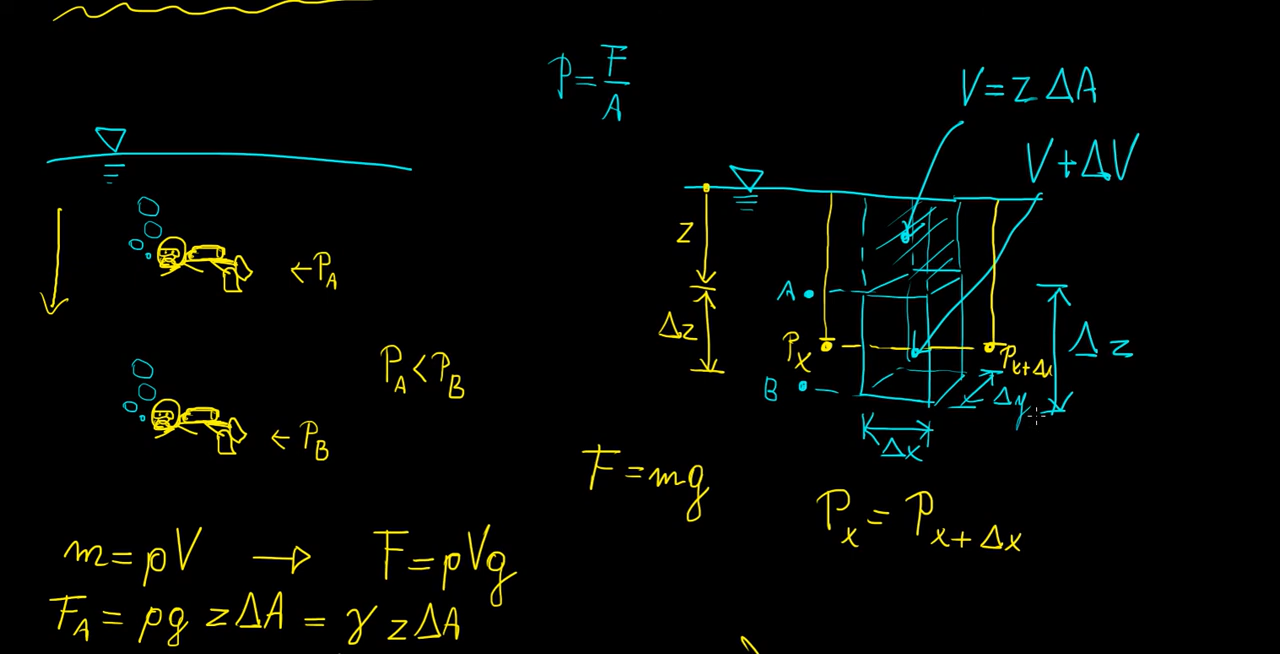 P = F/A
V = z ΔA
V + ΔV
z
Δz
A
B
P_x
P_x+Δx
Δz
Δy
Δx
← P_A
P_A < P_B
← P_B
F = mg
P_x = P_x+Δx
m = ρV → F = ρVg
F_A = ρg zΔA = γ zΔA